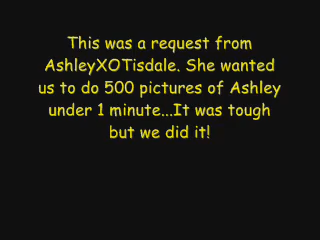 This was a request from
AshleyXOTisdale. She wanted
us to do 500 pictures of Ashley
under 1 minute...It was tough
but we did it!